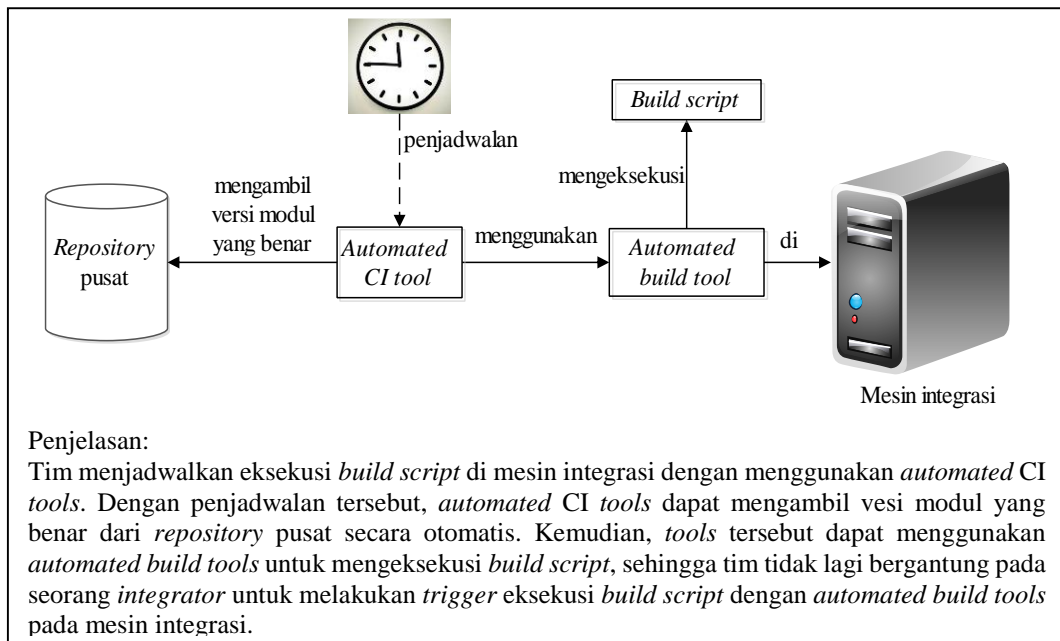 Build script
penjadwalan
mengeksekusi
mengambil
versi modul
yang benar
Repository
pusat
Automated
CI tool
menggunakan
Automated
build tool
di
Mesin integrasi
Penjelasan:
Tim menjadwalkan eksekusi build script di mesin integrasi dengan menggunakan automated CI
tools. Dengan penjadwalan tersebut, automated CI tools dapat mengambil vesi modul yang
benar dari repository pusat secara otomatis. Kemudian, tools tersebut dapat menggunakan
automated build tools untuk mengeksekusi build script, sehingga tim tidak lagi bergantung pada
seorang integrator untuk melakukan trigger eksekusi build script dengan automated build tools
pada mesin integrasi.